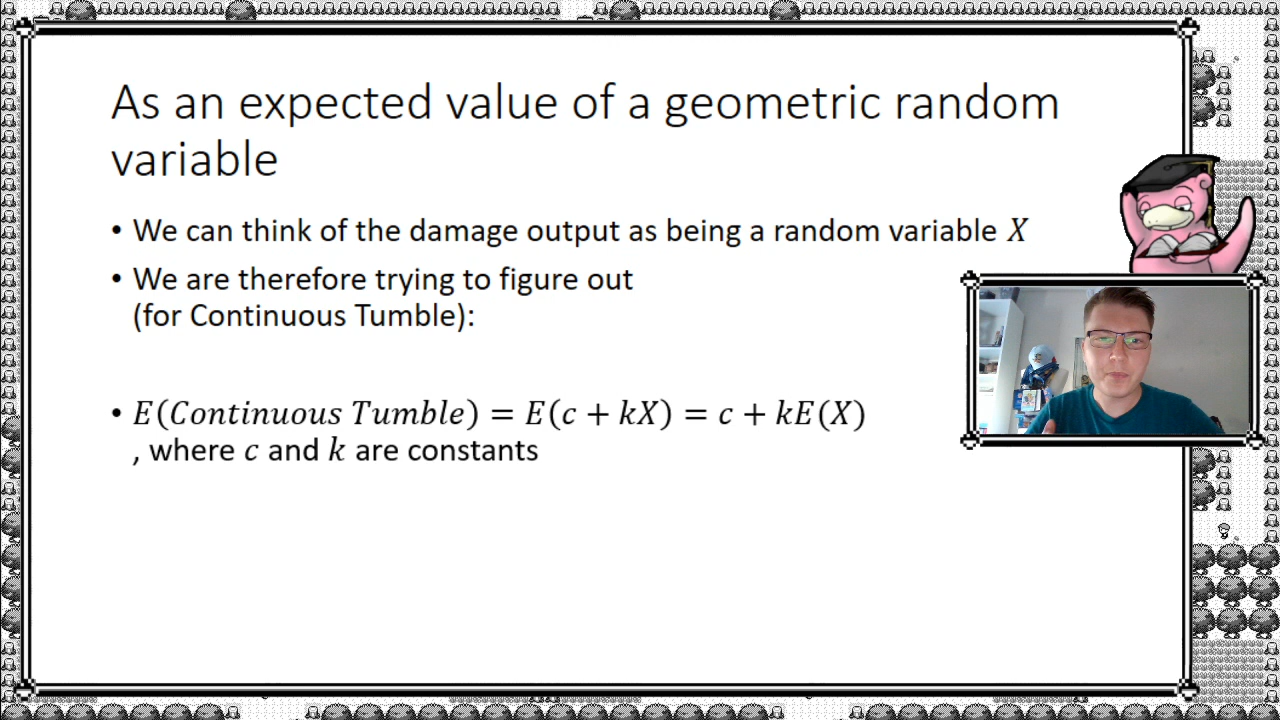 As an expected value of a geometric random
variable
• We can think of the damage output as being a random variable X
• We are therefore trying to figure out
(for Continuous Tumble):
• E(Continuous Tumble) = E(c + kX) = c + kE(X)
, where c and k are constants